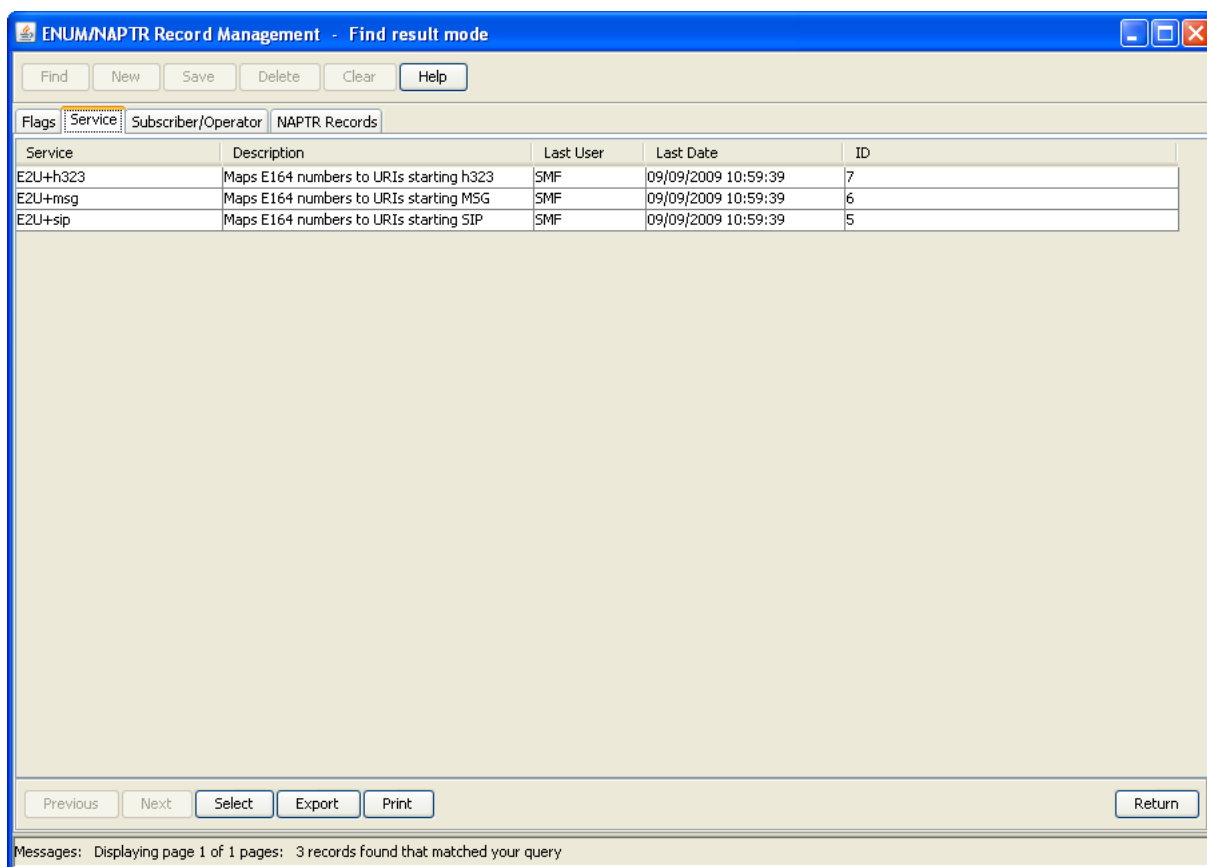 ENUM/NAPTR Record Management - Find result mode
Find New Save Delete Clear Help
Flags Service Subscriber/Operator NAPTR Records
Service Description Last User Last Date ID
E2U+h323 Maps E164 numbers to URIs starting h323 SMF 09/09/2009 10:59:39 7
E2U+msg Maps E164 numbers to URIs starting MSG SMF 09/09/2009 10:59:39 6
E2U+sip Maps E164 numbers to URIs starting SIP SMF 09/09/2009 10:59:39 5
Previous Next Select Export Print Return
Messages: Displaying page 1 of 1 pages: 3 records found that matched your query